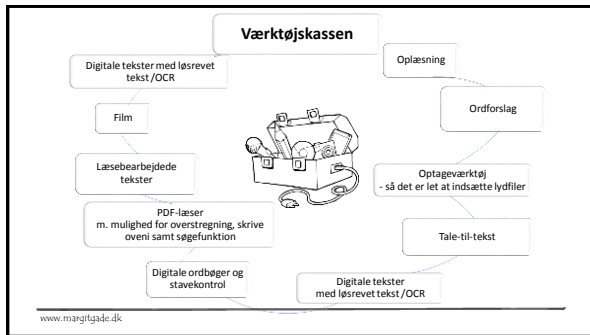 Værktøjskassen
Oplæsning
Ordforslag
Optageværktøj
- så det er let at indsætte lydfiler
Tale-til-tekst
Digitale tekster
med løsrevet tekst/OCR
Digitale ordbøger og
stavekontrol
PDF-læser
m. mulighed for overstregning, skrive
oveni samt søgefunktion
Læsebearbejdede
tekster
Film
Digitale tekster med løsrevet
tekst/OCR
www.margitgade.dk